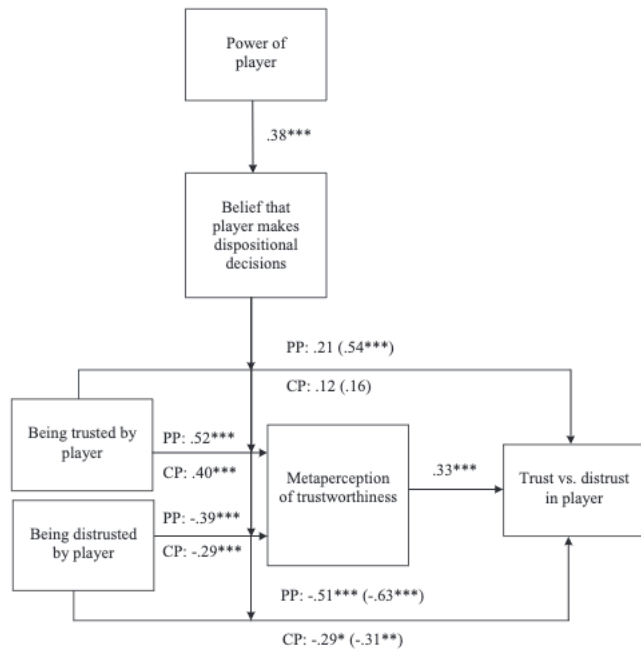 Power of
player
.38***
Belief that
player makes
dispositional
decisions
PP: .21 (.54***)
CP: .12 (.16)
Being trusted by
player
PP: .52***
CP: .40***
Metaperception
of trustworthiness
.33***
Trust vs. distrust
in player
Being distrusted
by player
PP: -.39***
CP: -.29***
PP: -.51*** (-.63***)
CP: -.29* (-.31**)